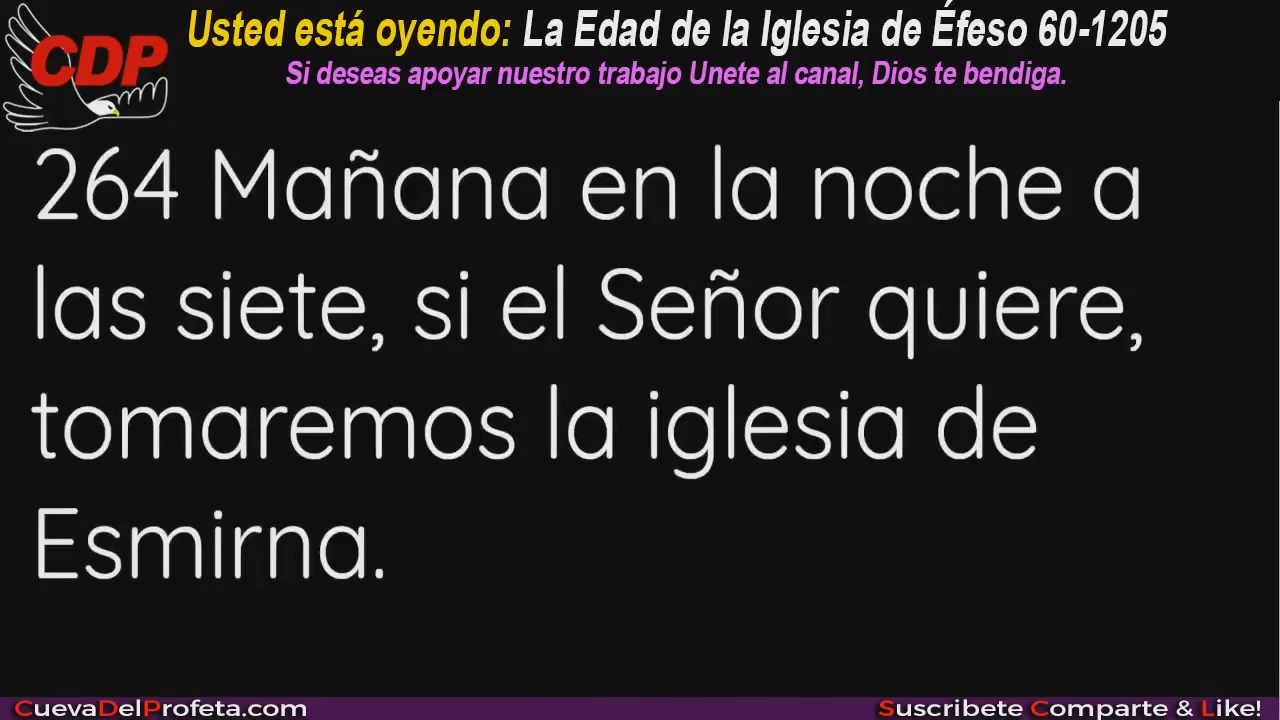 CDP
Usted está oyendo: La Edad de la Iglesia de Éfeso 60-1205
Si deseas apoyar nuestro trabajo Unete al canal, Dios te bendiga.
264 Mañana en la noche a
las siete, si el Señor quiere,
tomaremos la iglesia de
Esmirna.
CuevaDelProfeta.com
Suscribete Comparte & Like!